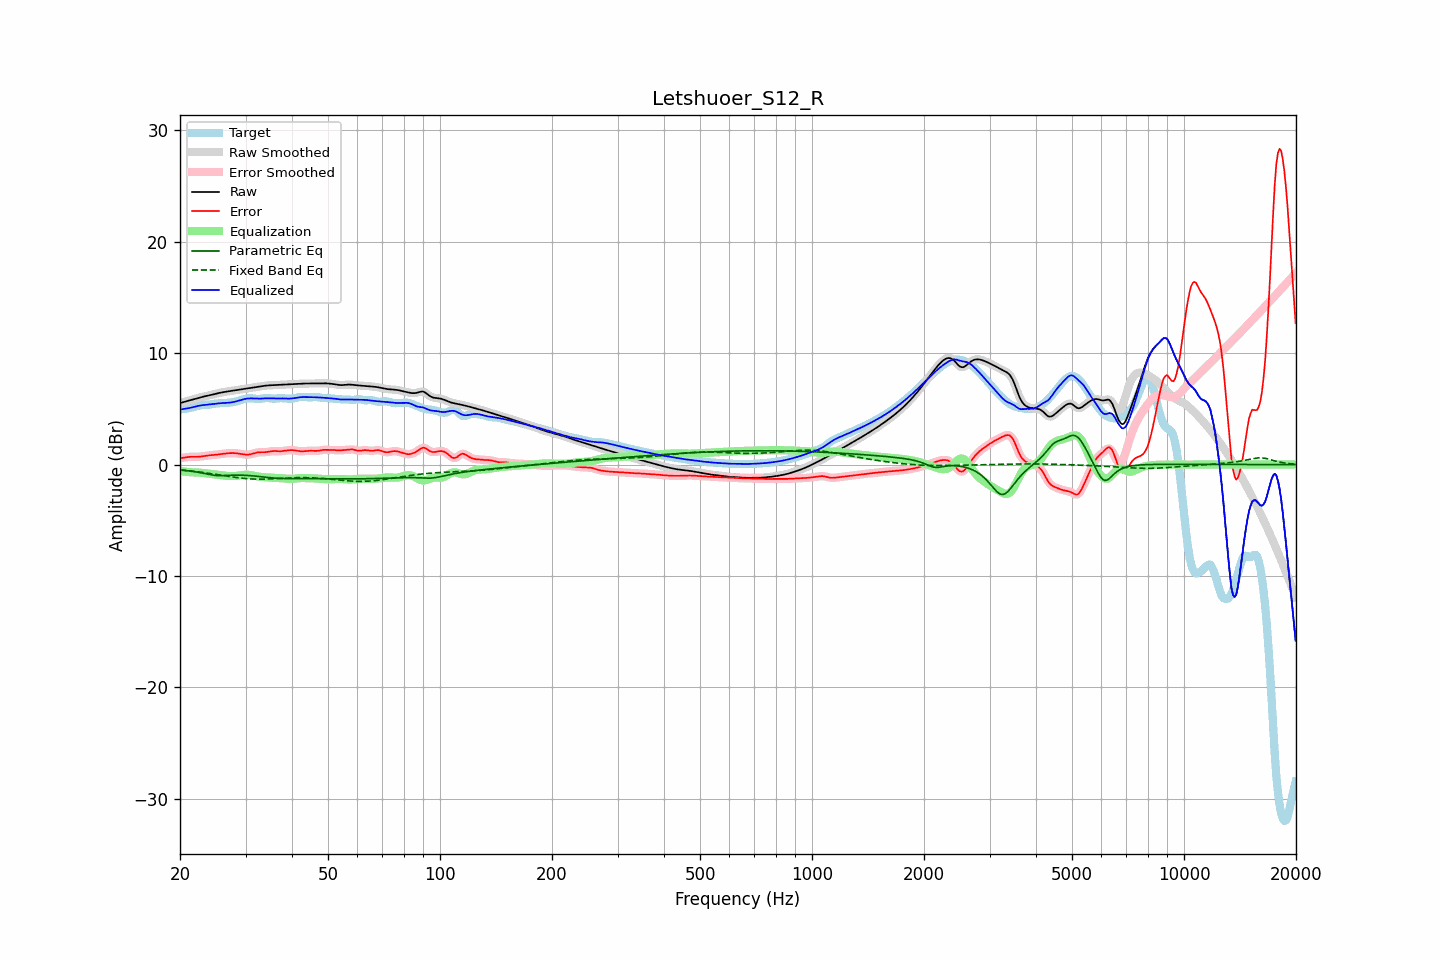 Letshuoer_S12_R
Target
Raw Smoothed
Error Smoothed
Raw
Error
Equalization
Parametric Eq
Fixed Band Eq
Equalized
30
20
10
0
−10
−20
−30
Amplitude (dBr)
20
50
100
200
500
1000
2000
5000
10000
20000
Frequency (Hz)